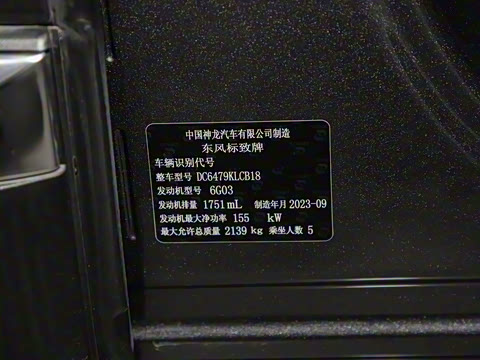 中国神龙汽车有限公司制造
东风标致牌
车辆识别代号
整车型号 DC6479KLCB18
发动机型号 6G03
发动机排量 1751 mL 制造年月 2023-09
发动机最大净功率 155 kW
最大允许总质量 2139 kg 乘坐人数 5